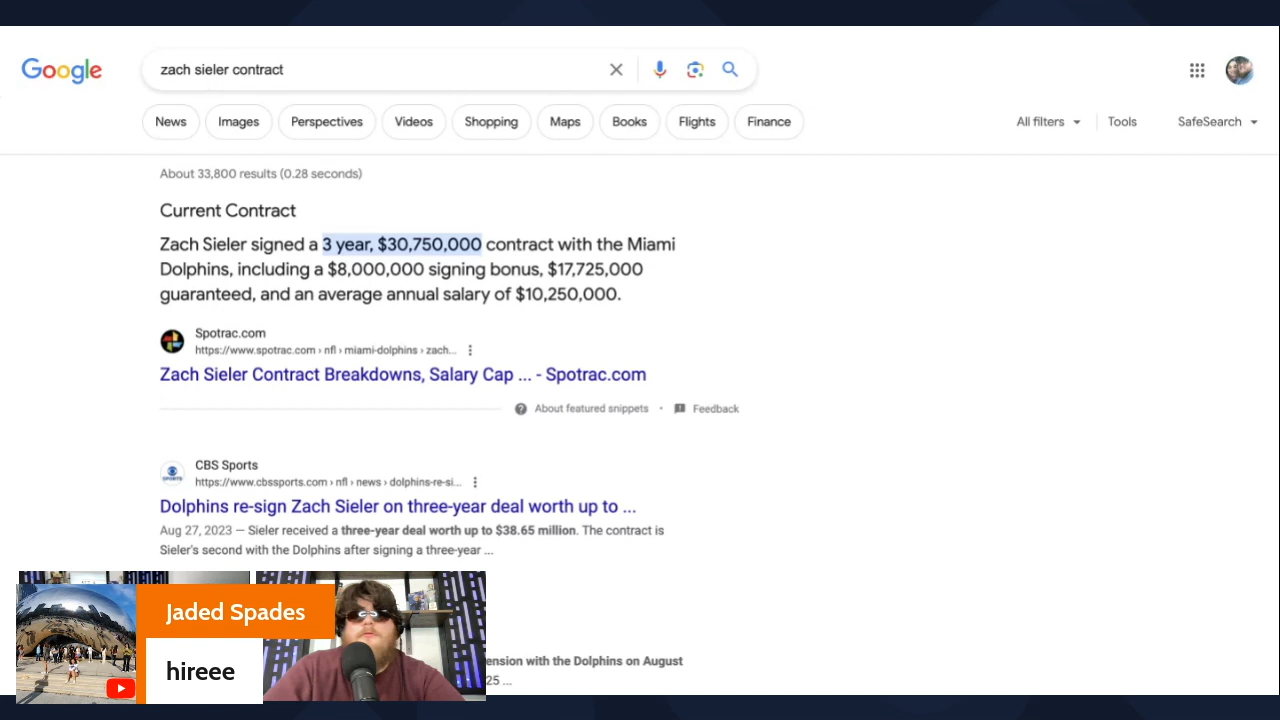 Google
zach sieler contract
News
Images
Perspectives
Videos
Shopping
Maps
Books
Flights
Finance
All filters
Tools
SafeSearch
About 33,800 results (0.28 seconds)
Current Contract
Zach Sieler signed a 3 year, $30,750,000 contract with the Miami
Dolphins, including a $8,000,000 signing bonus, $17,725,000
guaranteed, and an average annual salary of $10,250,000.
Spotrac.com
https://www.spotrac.com › nfl › miami-dolphins › zach...
Zach Sieler Contract Breakdowns, Salary Cap ... - Spotrac.com
About featured snippets
Feedback
CBS Sports
https://www.cbssports.com › nfl › news › dolphins-re-si...
Dolphins re-sign Zach Sieler on three-year deal worth up to ...
Aug 27, 2023 — Sieler received a three-year deal worth up to $38.65 million. The contract is
Sieler's second with the Dolphins after signing a three-year ...
ension with the Dolphins on August
25 ...
Jaded Spades
hireee